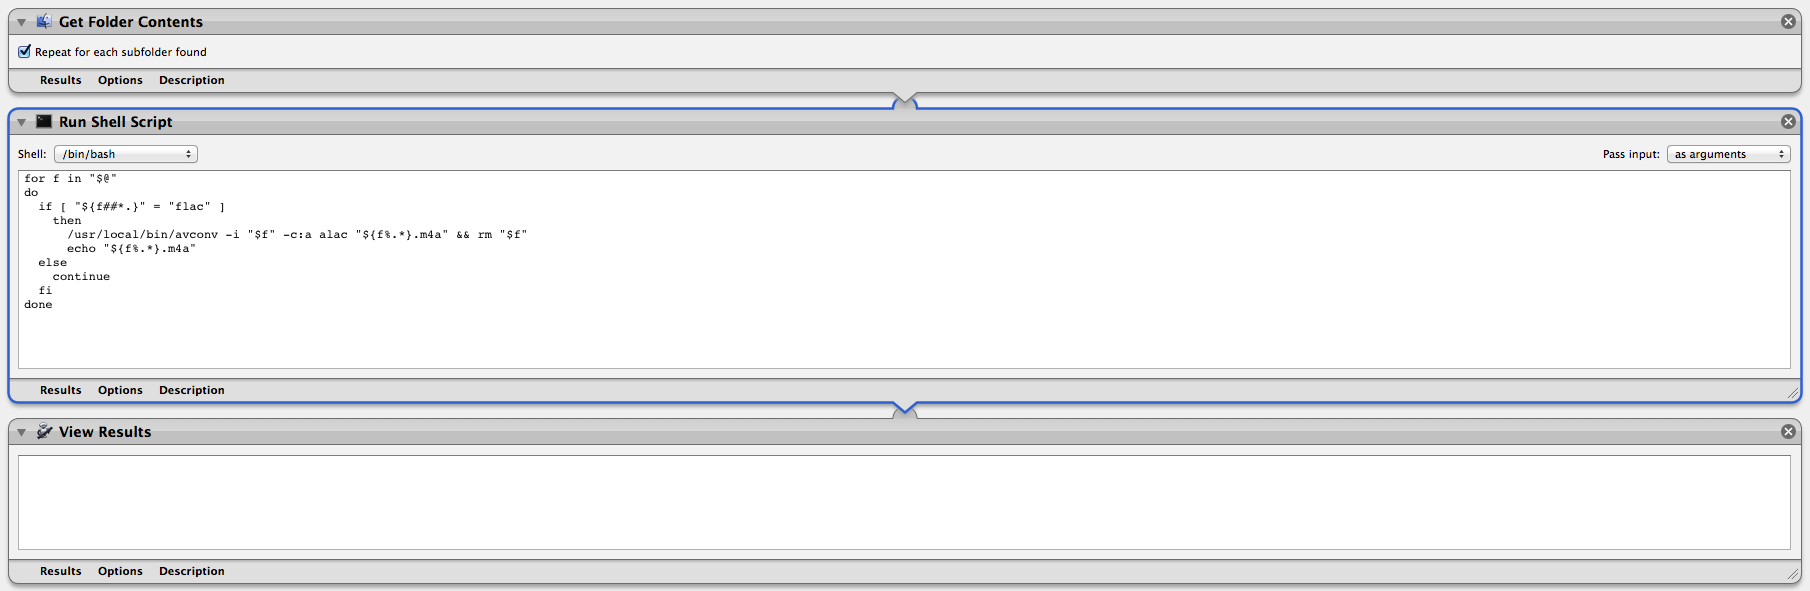 Get Folder Contents
Repeat for each subfolder found
Results Options Description
Run Shell Script
Shell: /bin/bash Pass input: as arguments
for f in "$@"
do
  if [ "${f##*.}" = "flac" ]
    then
      /usr/local/bin/avconv -i "$f" -c:a alac "${f%.*}.m4a" && rm "$f"
      echo "${f%.*}.m4a"
  else
    continue
  fi
done
Results Options Description
View Results
Results Options Description